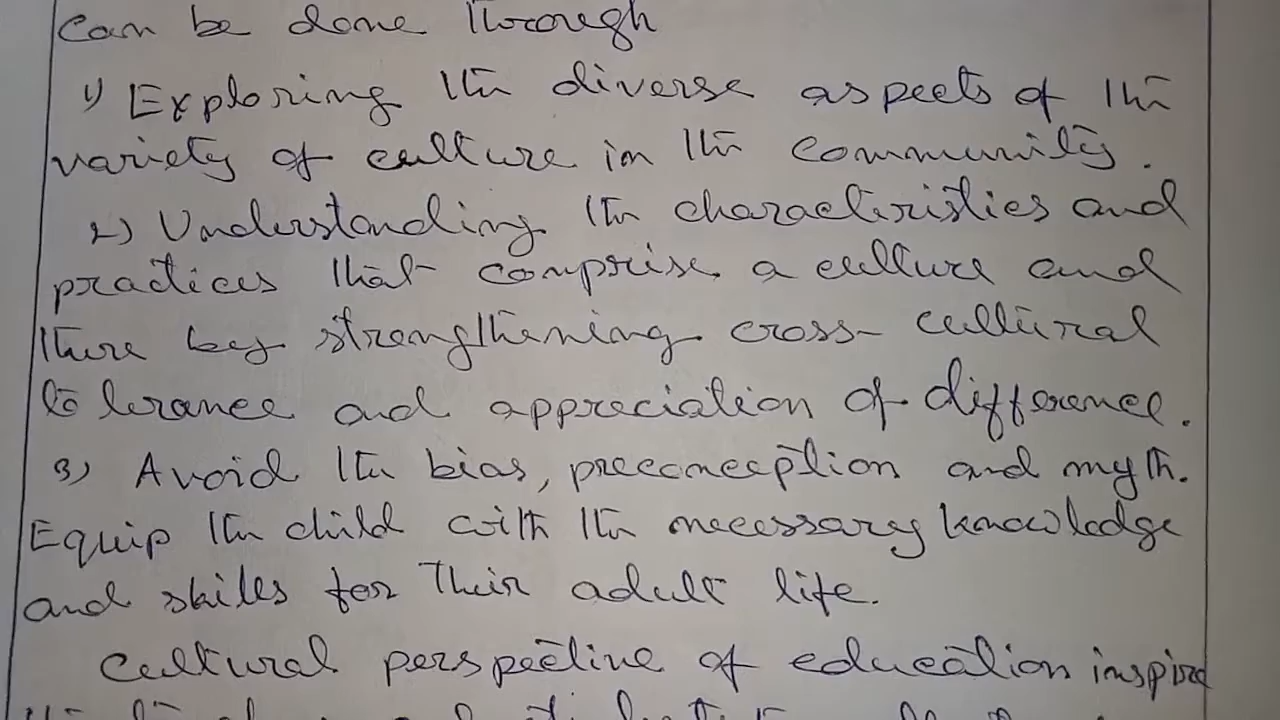 can be done through
1) Exploring the diverse aspects of the
variety of culture in the community.
2) Understanding the characteristics and
practices that comprise a culture and
there by strengthening cross- cultural
to lerance and appreciation of difference.
3) Avoid the bias, preconception and myth.
Equip the child with the necessary knowledge
and skills for their adult life.
Cultural perspective of education inspire